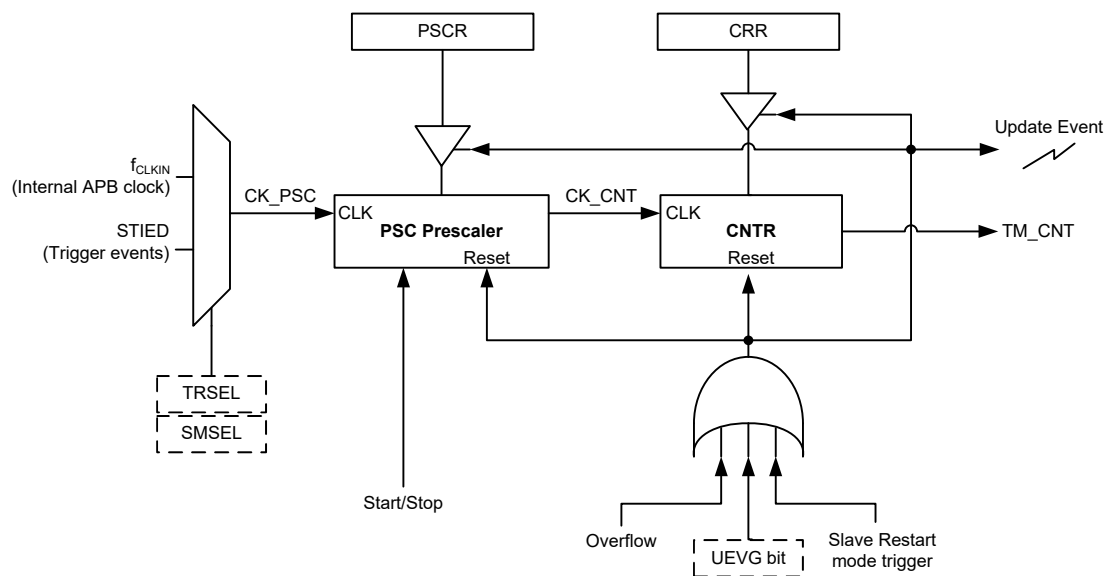 PSCR
CRR
Update Event
fCLKIN
(Internal APB clock)
CK_PSC
CK_CNT
CLK
CLK
STIED
(Trigger events)
PSC Prescaler
CNTR
TM_CNT
Reset
Reset
TRSEL
SMSEL
Start/Stop
Overflow
UEVG bit
Slave Restart
mode trigger